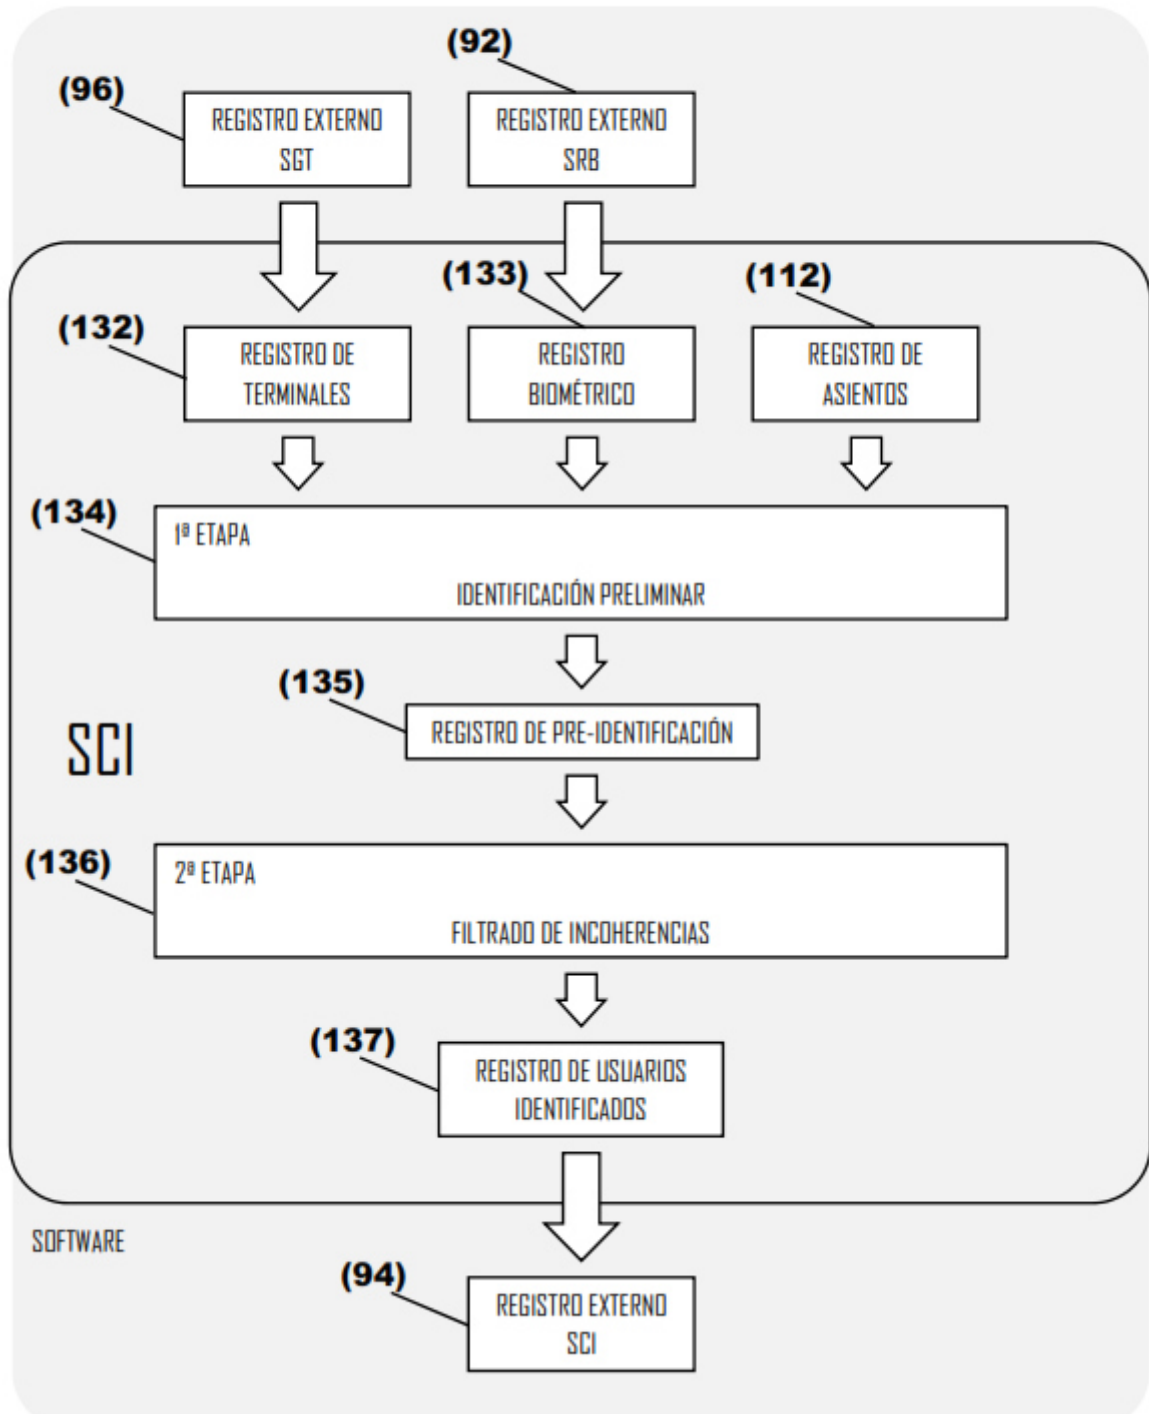 (92)
(96)
REGISTRO EXTERNO
SGT
REGISTRO EXTERNO
SRB
(133)
(112)
(132)
REGISTRO DE
TERMINALES
REGISTRO
BIOMÉTRICO
REGISTRO DE
ASIENTOS
(134)
1ª ETAPA
IDENTIFICACIÓN PRELIMINAR
(135)
REGISTRO DE PRE-IDENTIFICACIÓN
SCI
(136)
2ª ETAPA
FILTRADO DE INCOHERENCIAS
(137)
REGISTRO DE USUARIOS
IDENTIFICADOS
SOFTWARE
(94)
REGISTRO EXTERNO
SCI